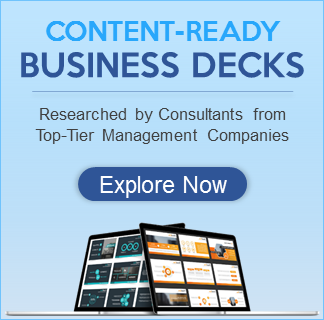 CONTENT-READY
BUSINESS DECKS
Researched by Consultants from
Top-Tier Management Companies
Explore Now